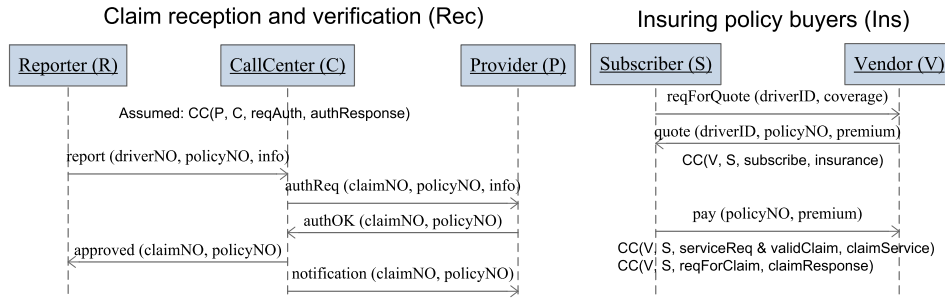 Claim reception and verification (Rec)
Reporter (R)
CallCenter (C)
Provider (P)
Assumed: CC(P, C, reqAuth, authResponse)
report (driverNO, policyNO, info)
authReq (claimNO, policyNO, info)
authOK (claimNO, policyNO)
approved (claimNO, policyNO)
notification (claimNO, policyNO)
Insuring policy buyers (Ins)
Subscriber (S)
Vendor (V)
reqForQuote (driverID, coverage)
quote (driverID, policyNO, premium)
CC(V, S, subscribe, insurance)
pay (policyNO, premium)
CC(V, S, serviceReq & validClaim, claimService)
CC(V, S, reqForClaim, claimResponse)